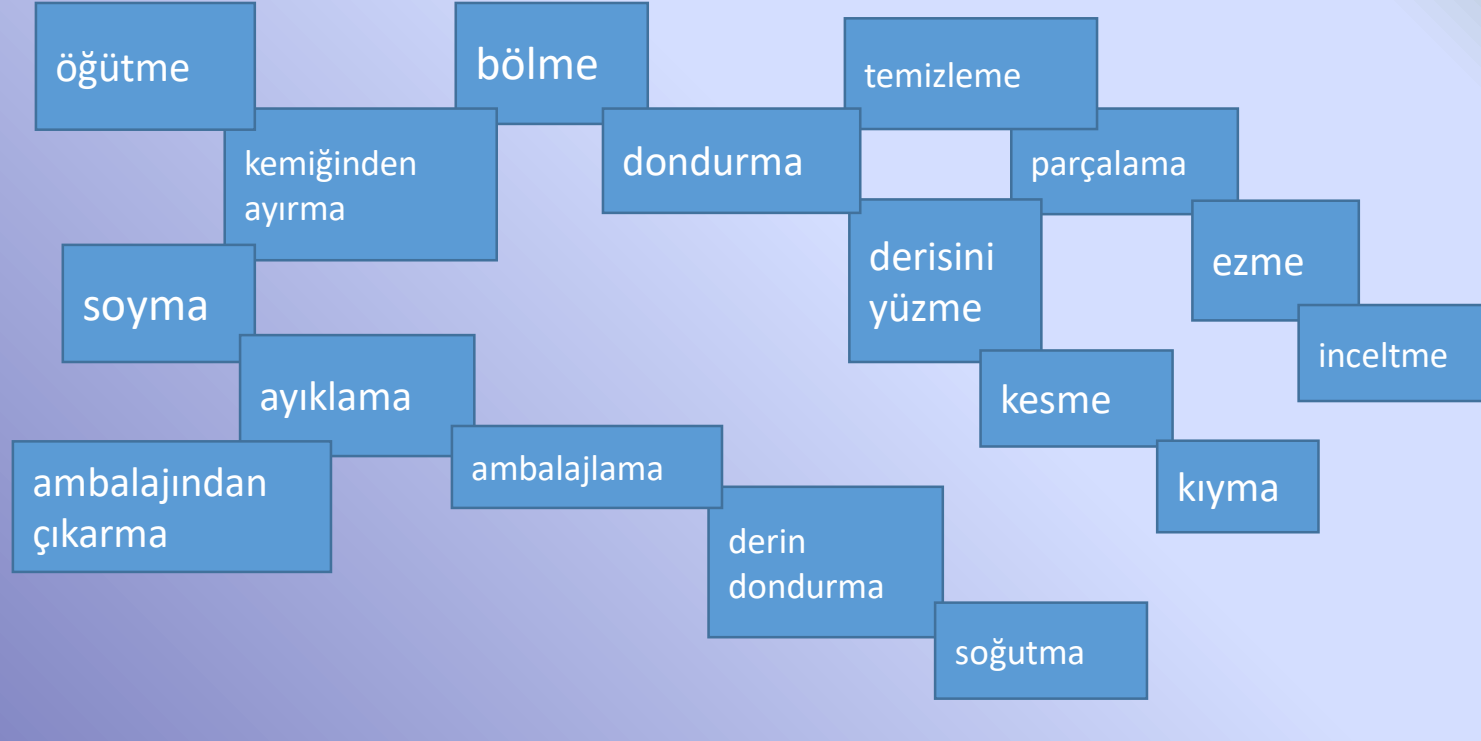 öğütme
bölme
temizleme
kemiğinden
ayırma
dondurma
parçalama
soyma
derisini
yüzme
ezme
ayıklama
kesme
inceltme
ambalajından
çıkarma
ambalajlama
kıyma
derin
dondurma
soğutma